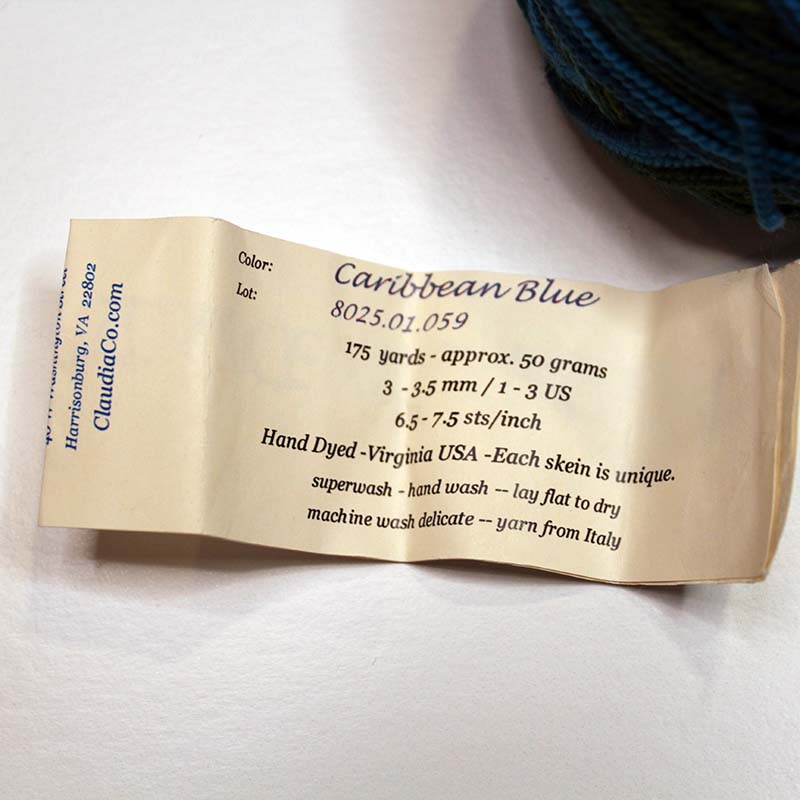 Harrisonburg, VA 22802
ClaudiaCo.com
Color: Caribbean Blue
Lot: 8025.01.059
175 yards - approx. 50 grams
3 - 3.5 mm / 1 - 3 US
6.5 - 7.5 sts/inch
Hand Dyed -Virginia USA -Each skein is unique.
superwash - hand wash -- lay flat to dry
machine wash delicate -- yarn from Italy